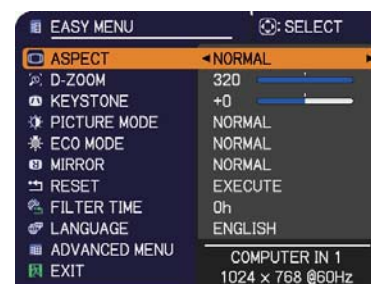 EASY MENU : SELECT
ASPECT NORMAL
D-ZOOM 320
KEYSTONE +0
PICTURE MODE NORMAL
ECO MODE NORMAL
MIRROR NORMAL
RESET EXECUTE
FILTER TIME 0h
LANGUAGE ENGLISH
ADVANCED MENU COMPUTER IN 1
EXIT 1024 x 768 @60Hz